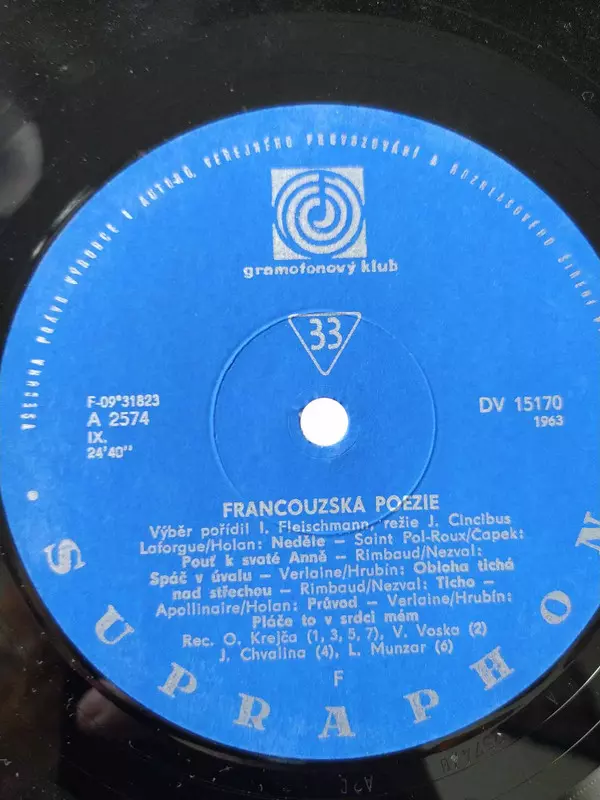 VŠECHNA PRÁVA VÝROBCE I AUTORŮ, VEŘEJNÉHO PROVOZOVÁNÍ A ROZHLASOVÉHO ŠÍŘENÍ
gramofonový klub
33
F-09*31823
A 2574
IX.
24'40''
DV 15170
1963
FRANCOUZSKÁ POEZIE
Výběr pořídil I. Fleischmann, režie J. Cincibus
Laforgue/Holan: Neděle - Saint Pol-Roux/Čapek:
Pouť k svaté Anně - Rimbaud/Nezval:
Spáč v úvalu - Verlaine/Hrubín: Obloha tichá
nad střechou - Rimbaud/Nezval: Ticho -
Apollinaire/Holan: Průvod - Verlaine/Hrubín:
Pláče to v srdci mém
Rec. O. Krejča (1, 3, 5, 7), V. Voska (2)
J. Chvalina (4), L. Munzar (6)
F
SUPRAPHON